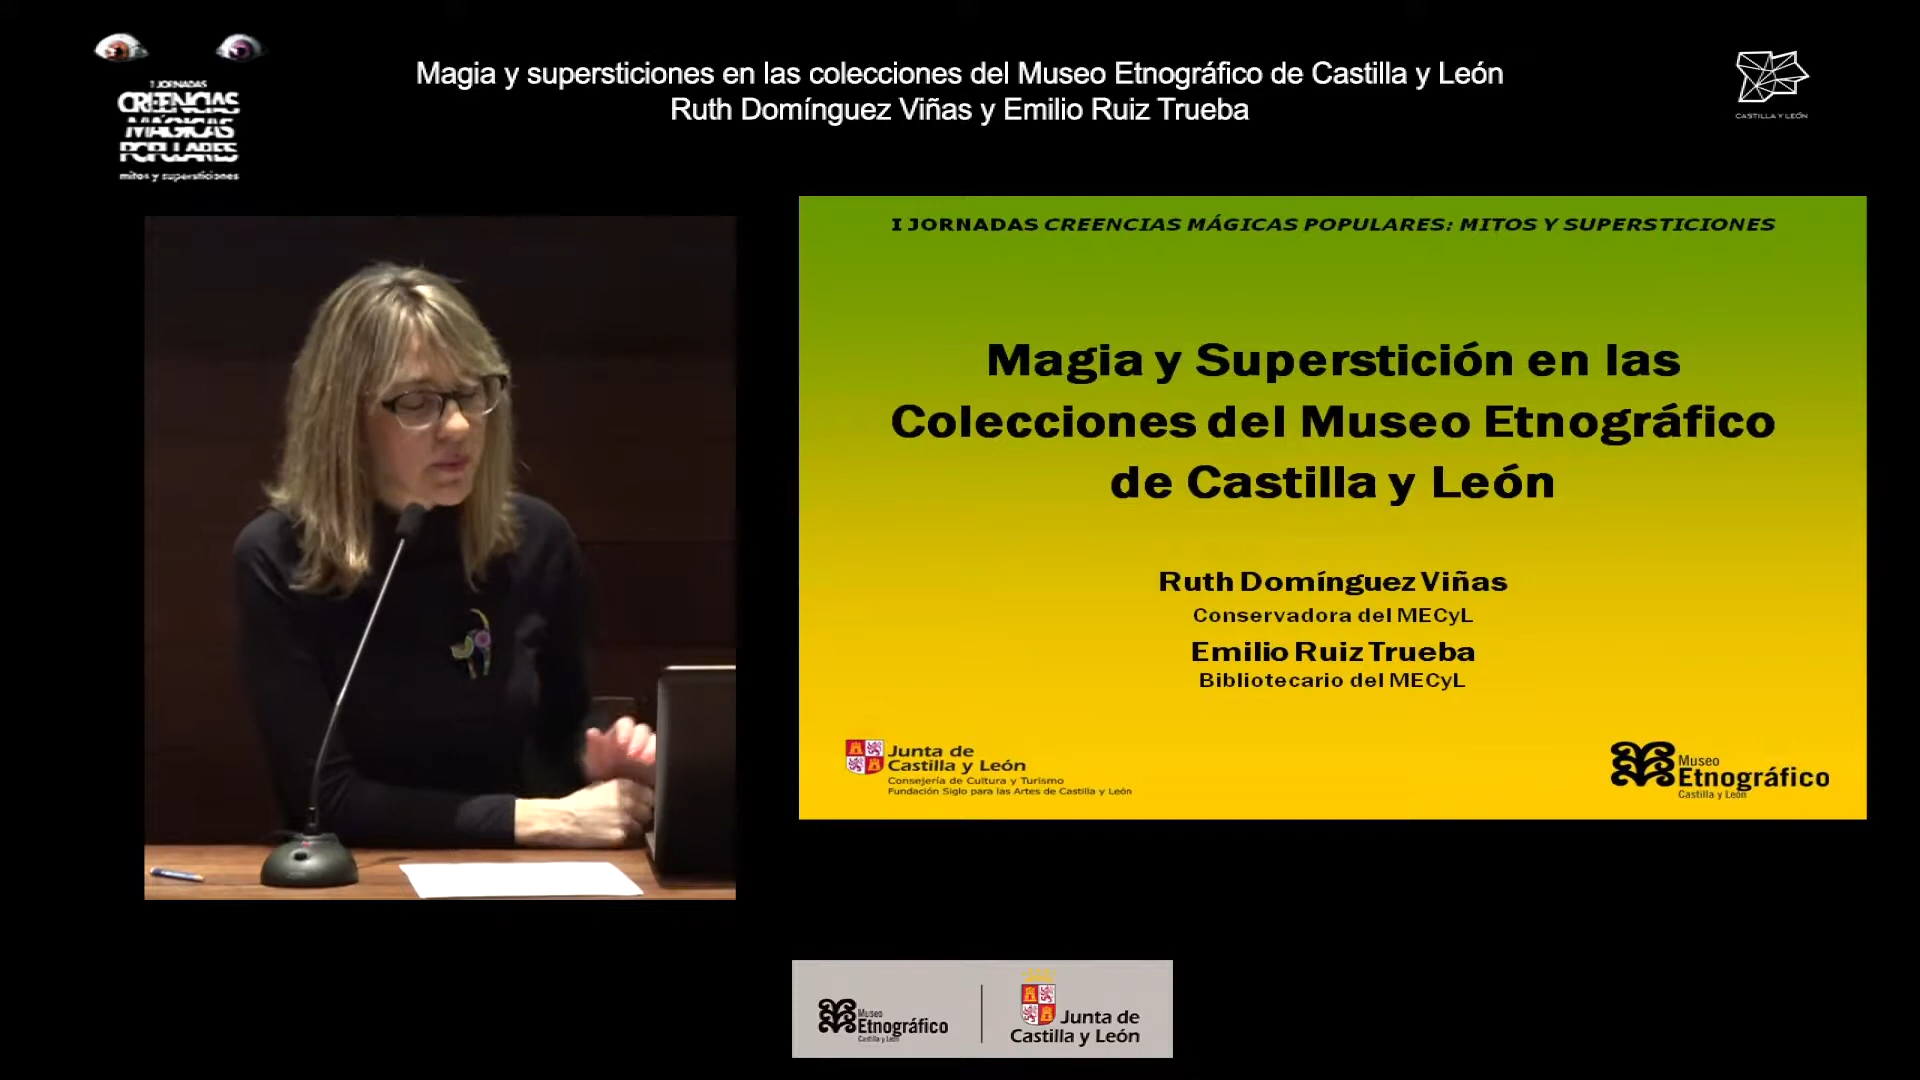 I JORNADAS
CREENCIAS
MÁGICAS
POPULARES
mitos y supersticiones
Magia y supersticiones en las colecciones del Museo Etnográfico de Castilla y León
Ruth Domínguez Viñas y Emilio Ruiz Trueba
CASTILLA Y LEÓN
I JORNADAS CREENCIAS MÁGICAS POPULARES: MITOS Y SUPERSTICIONES
Magia y Superstición en las
Colecciones del Museo Etnográfico
de Castilla y León
Ruth Domínguez Viñas
Conservadora del MECyL
Emilio Ruiz Trueba
Bibliotecario del MECyL
Junta de
Castilla y León
Consejería de Cultura y Turismo
Fundación Siglo para las Artes de Castilla y León
Museo
Etnográfico
Castilla y León
Museo
Etnográfico
Castilla y León
Junta de
Castilla y León